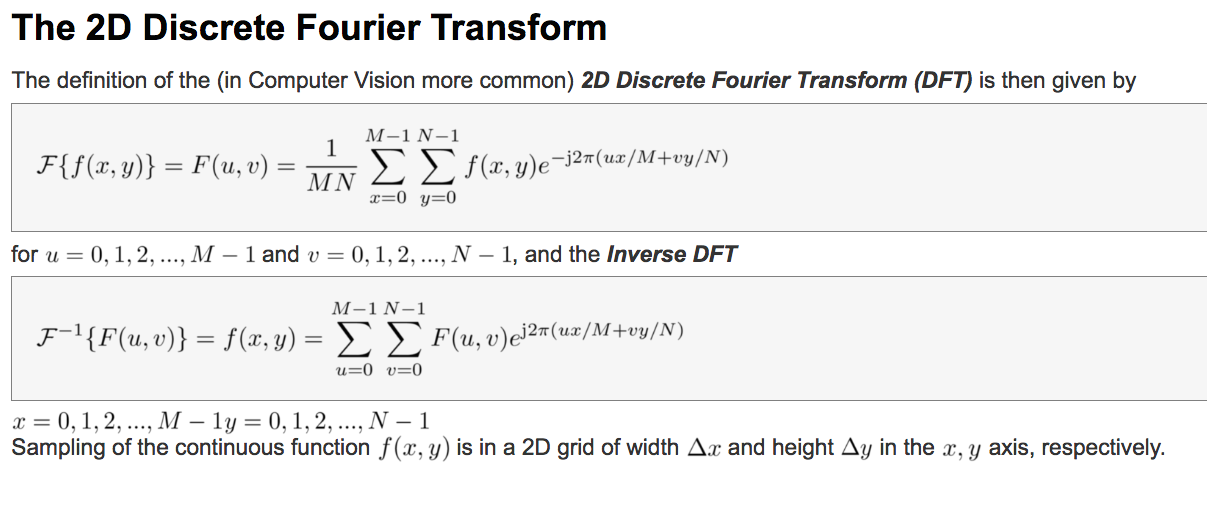 The 2D Discrete Fourier Transform
The definition of the (in Computer Vision more common) 2D Discrete Fourier Transform (DFT) is then given by
\mathcal{F}\{f(x,y)\} = F(u,v) = \frac{1}{MN} \sum_{x=0}^{M-1} \sum_{y=0}^{N-1} f(x,y)e^{-j2\pi(ux/M+vy/N)}
for u = 0, 1, 2, ..., M − 1 and v = 0, 1, 2, ..., N − 1, and the Inverse DFT
\mathcal{F}^{-1}\{F(u,v)\} = f(x,y) = \sum_{u=0}^{M-1} \sum_{v=0}^{N-1} F(u,v)e^{j2\pi(ux/M+vy/N)}
x = 0, 1, 2, ..., M − 1y = 0, 1, 2, ..., N − 1
Sampling of the continuous function f(x, y) is in a 2D grid of width Δx and height Δy in the x, y axis, respectively.